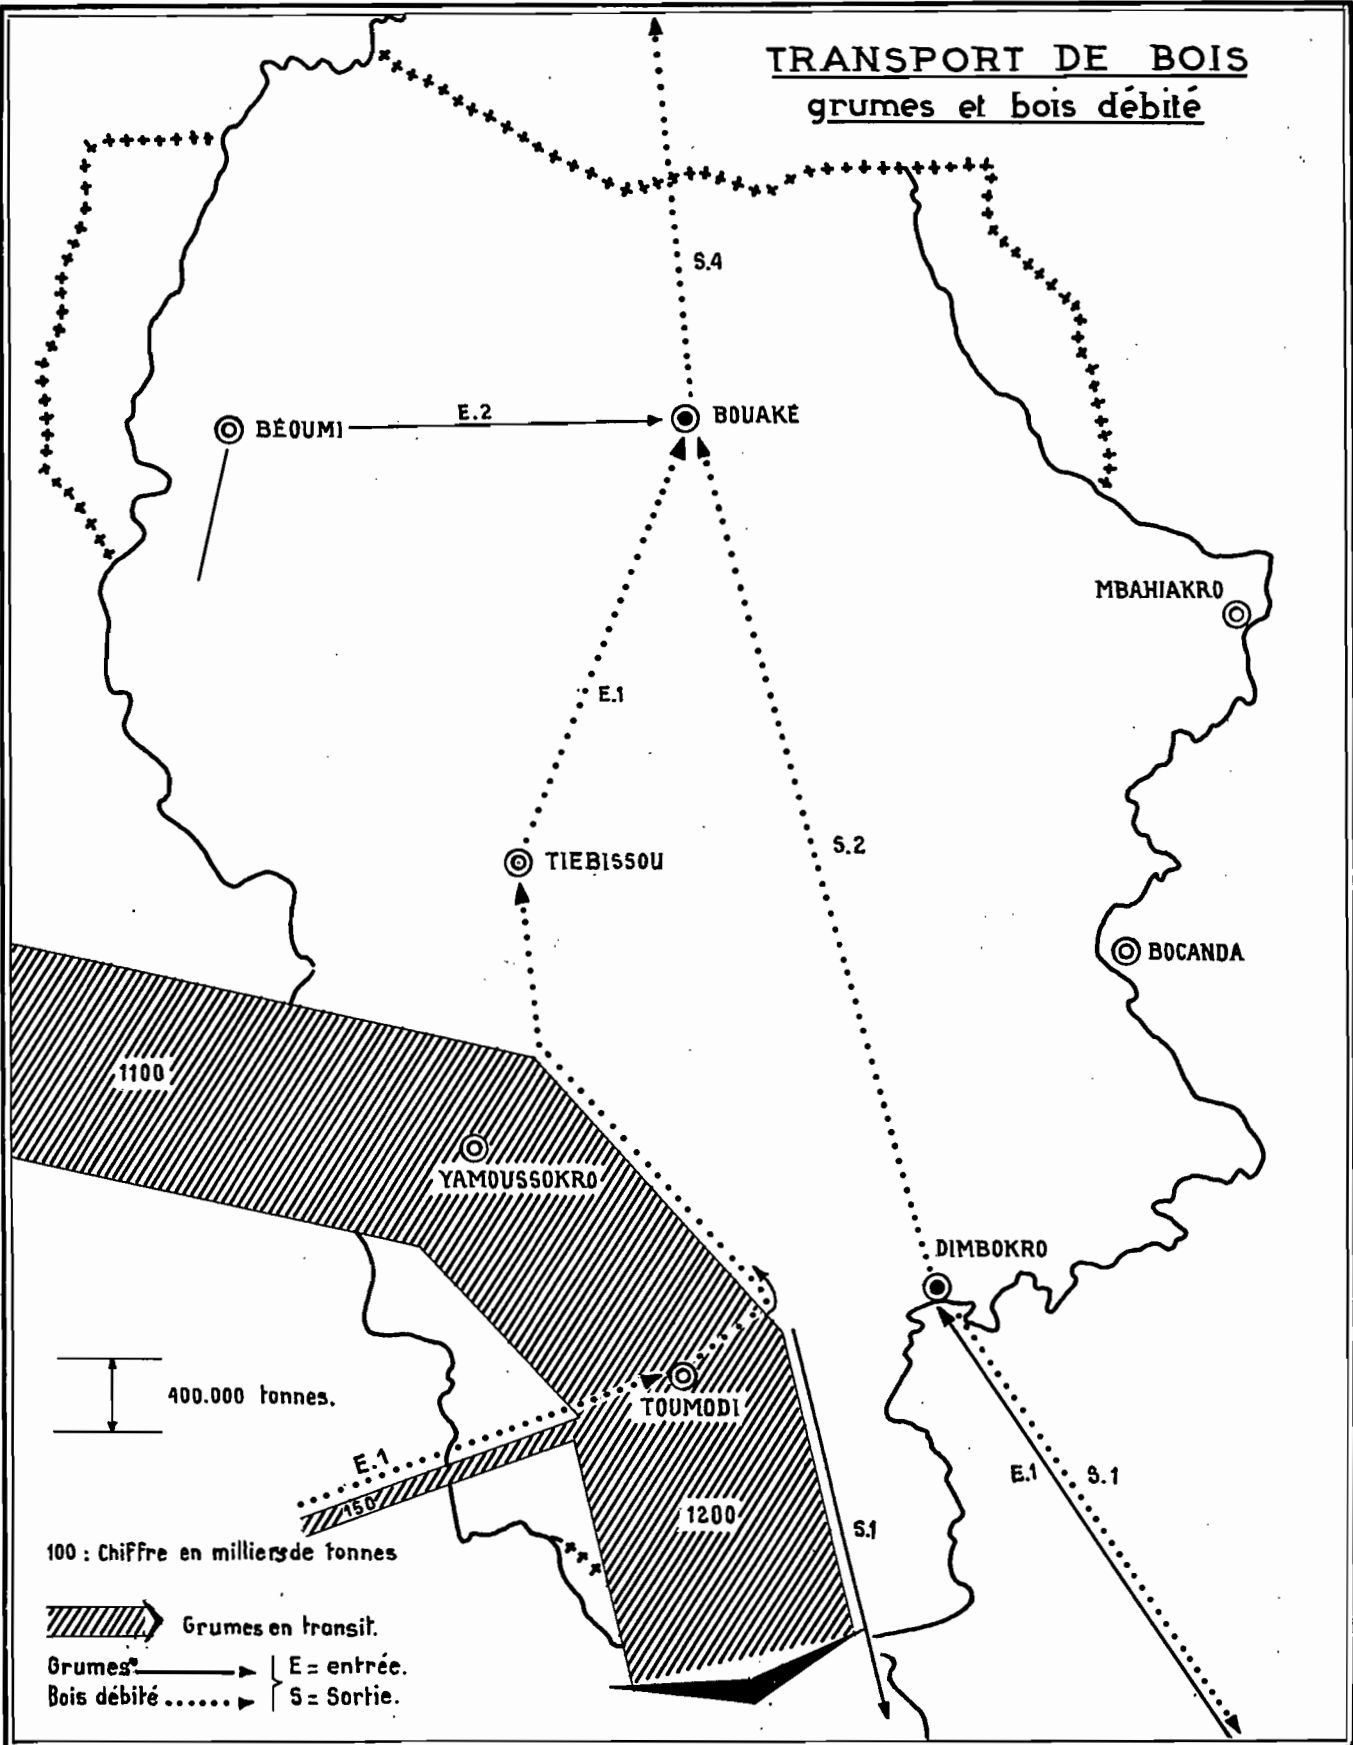 TRANSPORT DE BOIS
grumes et bois débité
S.4
E.2
BÉOUMI
BOUAKÉ
MBAHIAKRO
E.1
S.2
TIEBISSOU
BOCANDA
1100
YAMOUSSOKRO
DIMBOKRO
400.000 tonnes.
TOUMODI
E.1
E.1
S.1
150
1200
S.1
100 : Chiffre en milliers de tonnes
Grumes en transit.
Grumes
E = entrée.
Bois débité
S = Sortie.